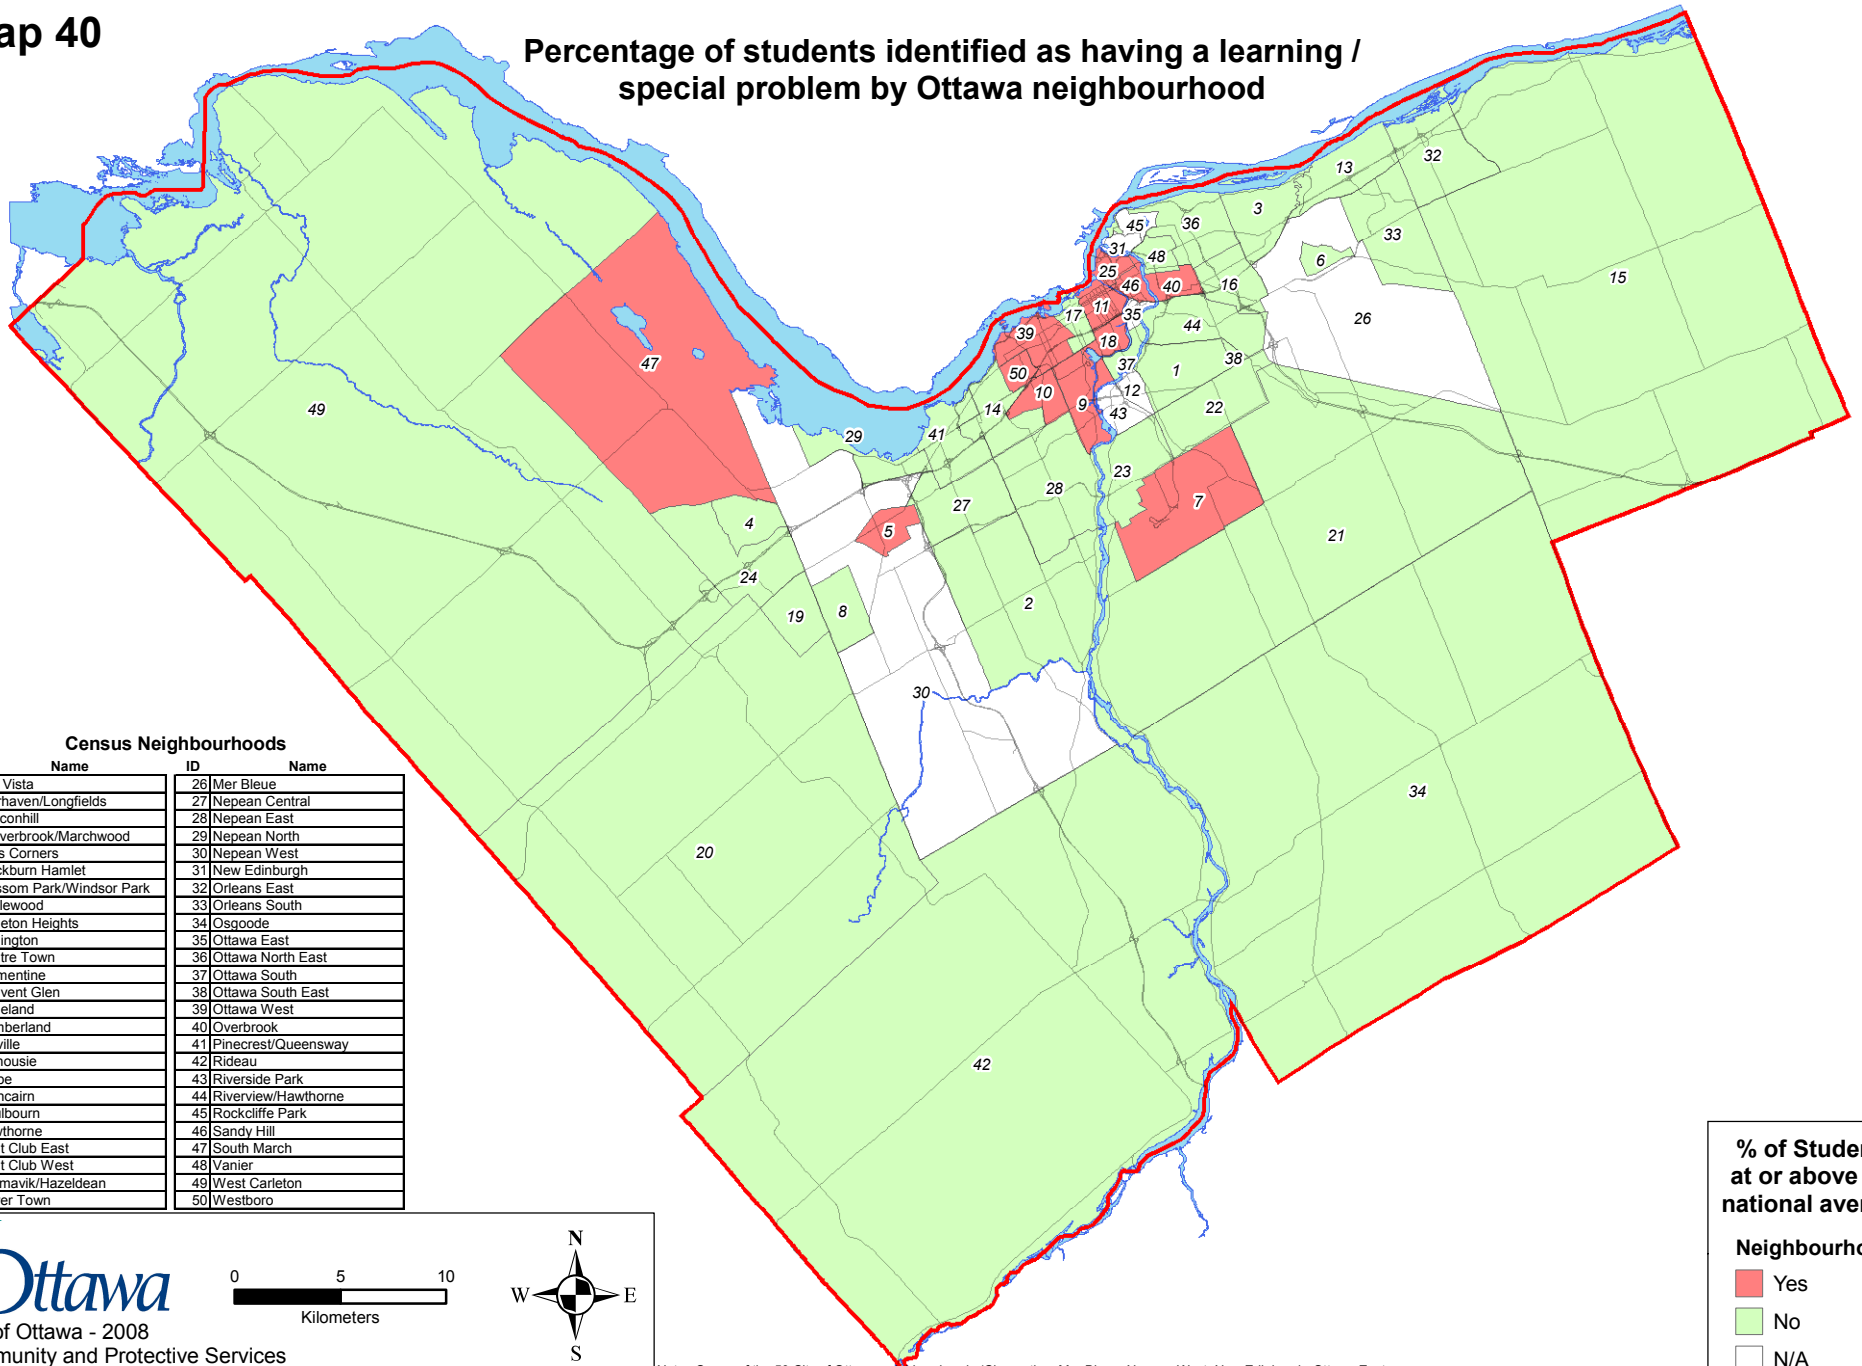 ap 40
Percentage of students identified as having a learning /
special problem by Ottawa neighbourhood
13
32
3
45
36
33
31
48
6
25
46
40
16
15
17
11
35
26
39
44
18
47
50
37
38
1
10
12
9
14
43
22
49
29
41
23
28
27
7
4
5
21
24
8
2
19
30
34
20
42
Census Neighbourhoods
Name ID Name
Vista 26 Mer Bleue
rhaven/Longfields 27 Nepean Central
conhill 28 Nepean East
verbrook/Marchwood 29 Nepean North
s Corners 30 Nepean West
ckburn Hamlet 31 New Edinburgh
ssom Park/Windsor Park 32 Orleans East
lewood 33 Orleans South
leton Heights 34 Osgoode
ington 35 Ottawa East
tre Town 36 Ottawa North East
mentine 37 Ottawa South
vent Glen 38 Ottawa South East
eland 39 Ottawa West
mberland 40 Overbrook
ville 41 Pinecrest/Queensway
housie 42 Rideau
be 43 Riverside Park
ncairn 44 Riverview/Hawthorne
ulbourn 45 Rockcliffe Park
wthorne 46 Sandy Hill
t Club East 47 South March
t Club West 48 Vanier
mavik/Hazeldean 49 West Carleton
er Town 50 Westboro
Ottawa
of Ottawa - 2008
munity and Protective Services
0 5 10
Kilometers
N
W E
S
% of Studen
at or above
national aver
Neighbourho
Yes
No
N/A